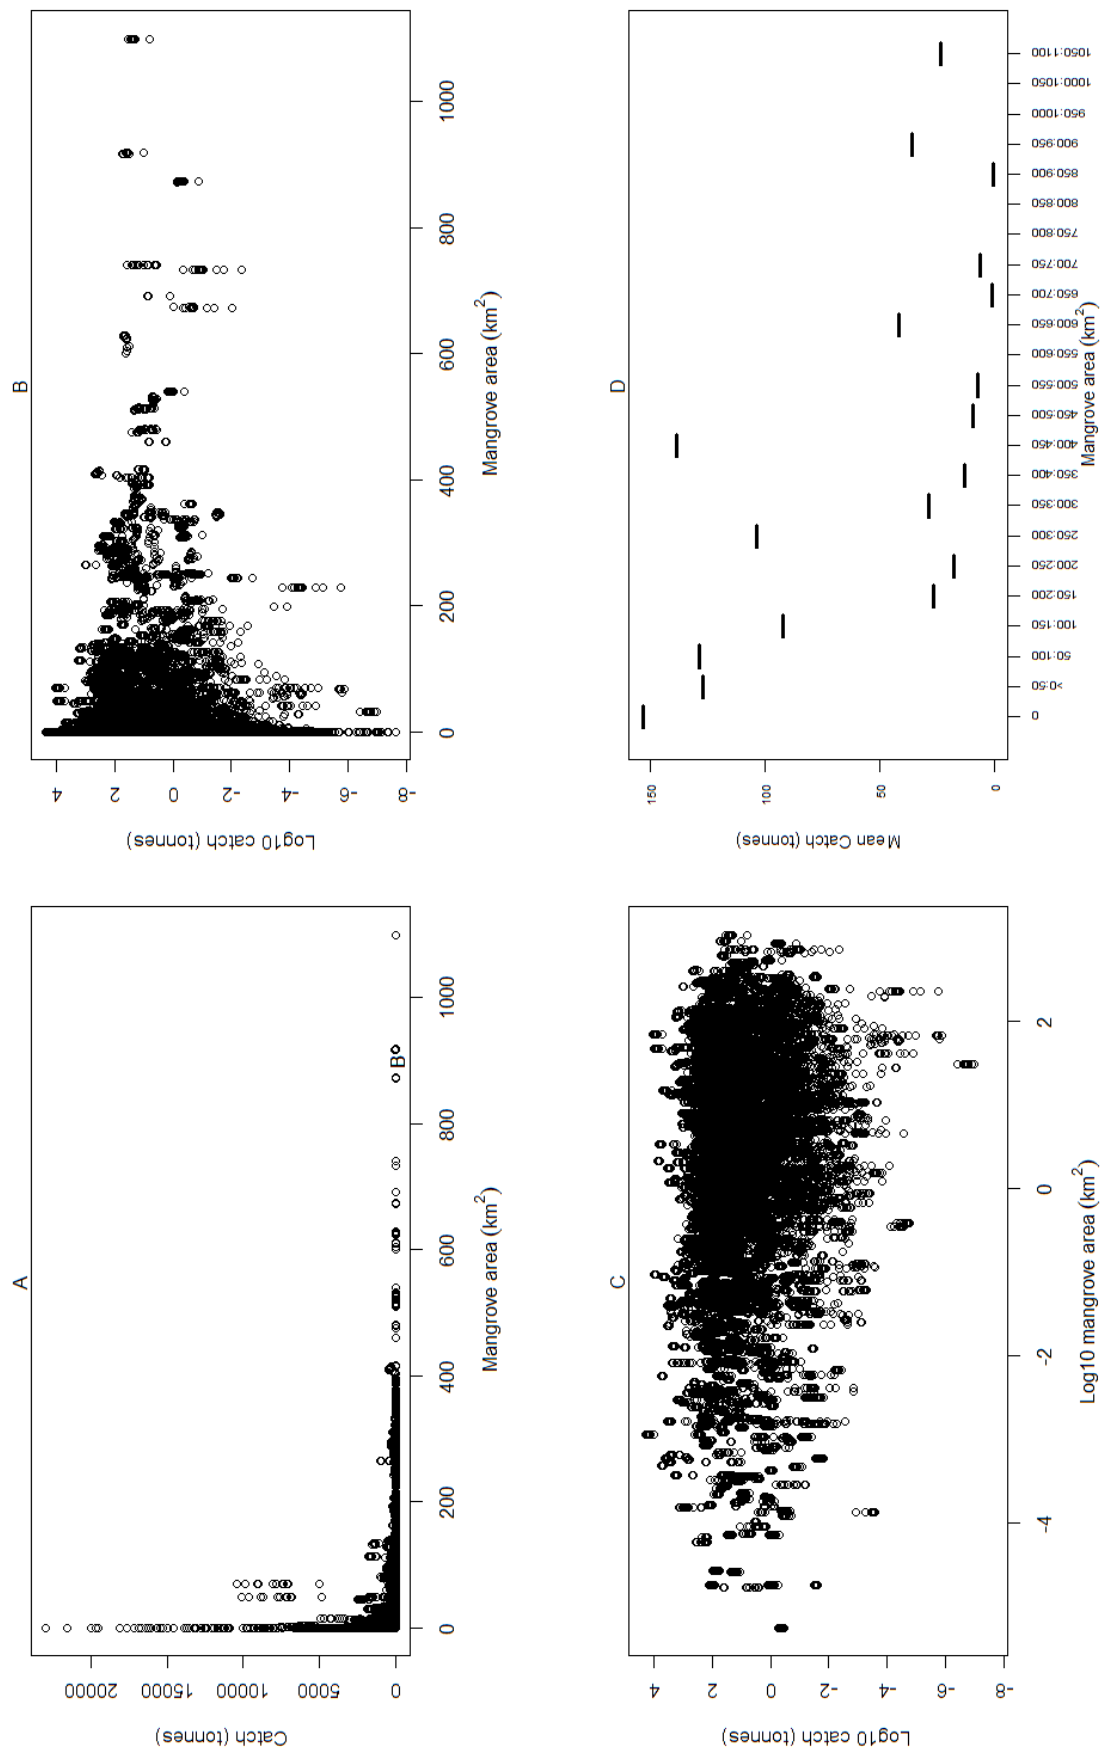 A
Catch (tonnes)
20000
15000
10000
5000
0
B
0 200 400 600 800 1000
Mangrove area (km2)
B
Log10 catch (tonnes)
4
2
0
-2
-4
-6
-8
0 200 400 600 800 1000
Mangrove area (km2)
C
Log10 catch (tonnes)
4
2
0
-2
-4
-6
-8
-4 -2 0 2
Log10 mangrove area (km2)
D
Mean Catch (tonnes)
150
100
50
0
0
>0:50
50:100
100:150
150:200
200:250
250:300
300:350
350:400
400:450
450:500
500:550
550:600
600:650
650:700
700:750
750:800
800:850
850:900
900:950
950:1000
1000:1050
1050:1100
Mangrove area (km2)